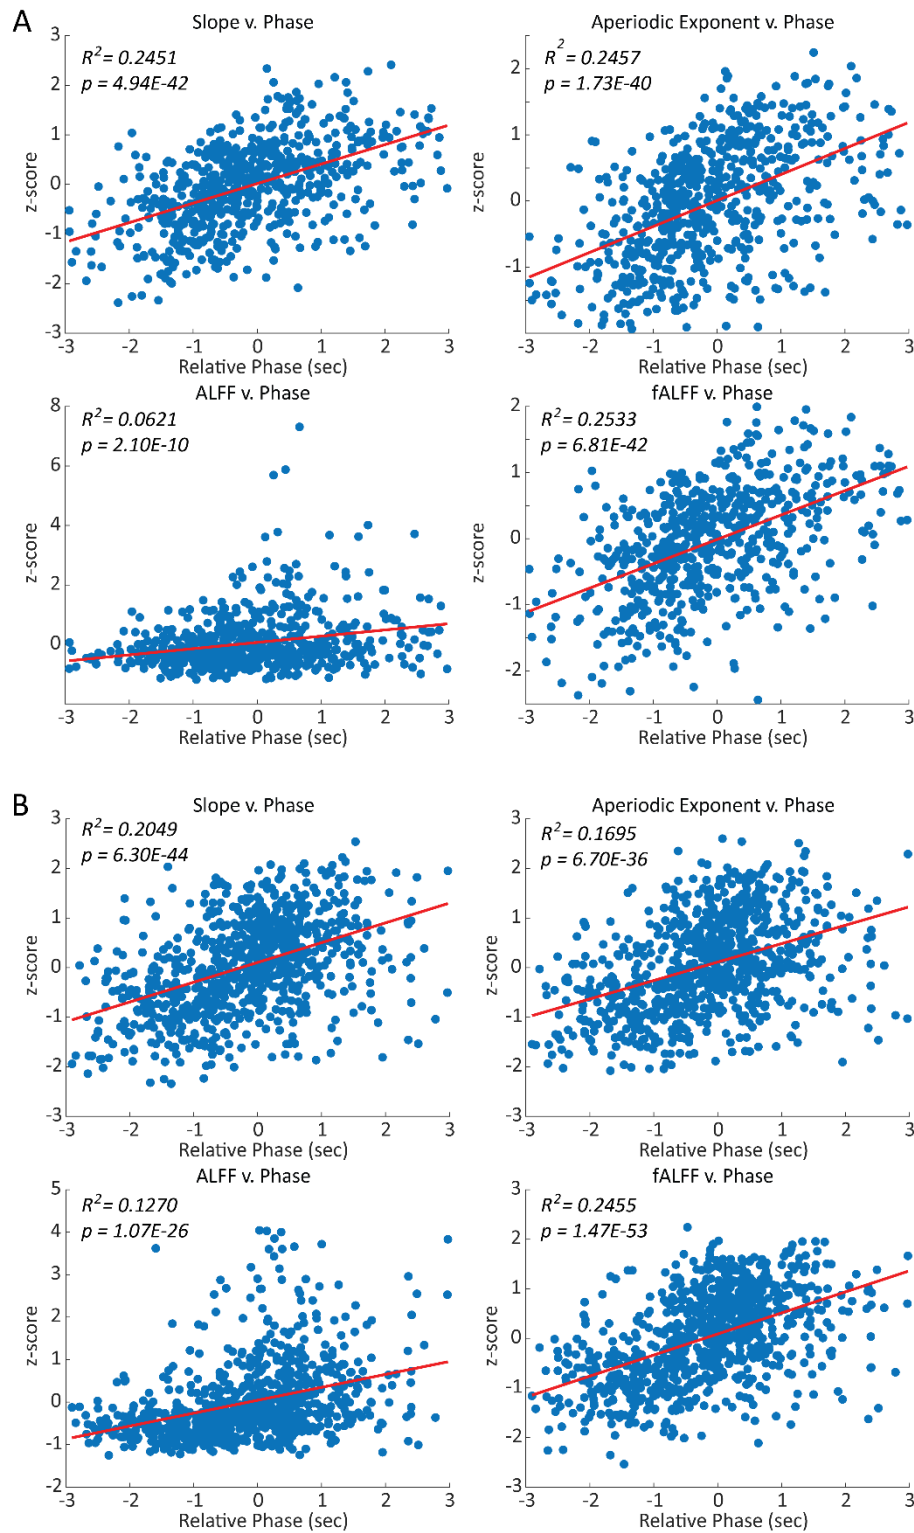 A
Slope v. Phase
R² = 0.2451
p = 4.94E-42
z-score
3
2
1
0
-1
-2
-3
-3 -2 -1 0 1 2 3
Relative Phase (sec)
Aperiodic Exponent v. Phase
R² = 0.2457
p = 1.73E-40
z-score
2
1
0
-1
-3 -2 -1 0 1 2 3
Relative Phase (sec)
ALFF v. Phase
R² = 0.0621
p = 2.10E-10
z-score
8
6
4
2
0
-3 -2 -1 0 1 2 3
Relative Phase (sec)
fALFF v. Phase
R² = 0.2533
p = 6.81E-42
z-score
2
1
0
-1
-2
-3 -2 -1 0 1 2 3
Relative Phase (sec)
B
Slope v. Phase
R² = 0.2049
p = 6.30E-44
z-score
3
2
1
0
-1
-2
-3
-3 -2 -1 0 1 2 3
Relative Phase (sec)
Aperiodic Exponent v. Phase
R² = 0.1695
p = 6.70E-36
z-score
3
2
1
0
-1
-2
-3
-3 -2 -1 0 1 2 3
Relative Phase (sec)
ALFF v. Phase
R² = 0.1270
p = 1.07E-26
z-score
5
4
3
2
1
0
-1
-2
-3 -2 -1 0 1 2 3
Relative Phase (sec)
fALFF v. Phase
R² = 0.2455
p = 1.47E-53
z-score
3
2
1
0
-1
-2
-3
-3 -2 -1 0 1 2 3
Relative Phase (sec)